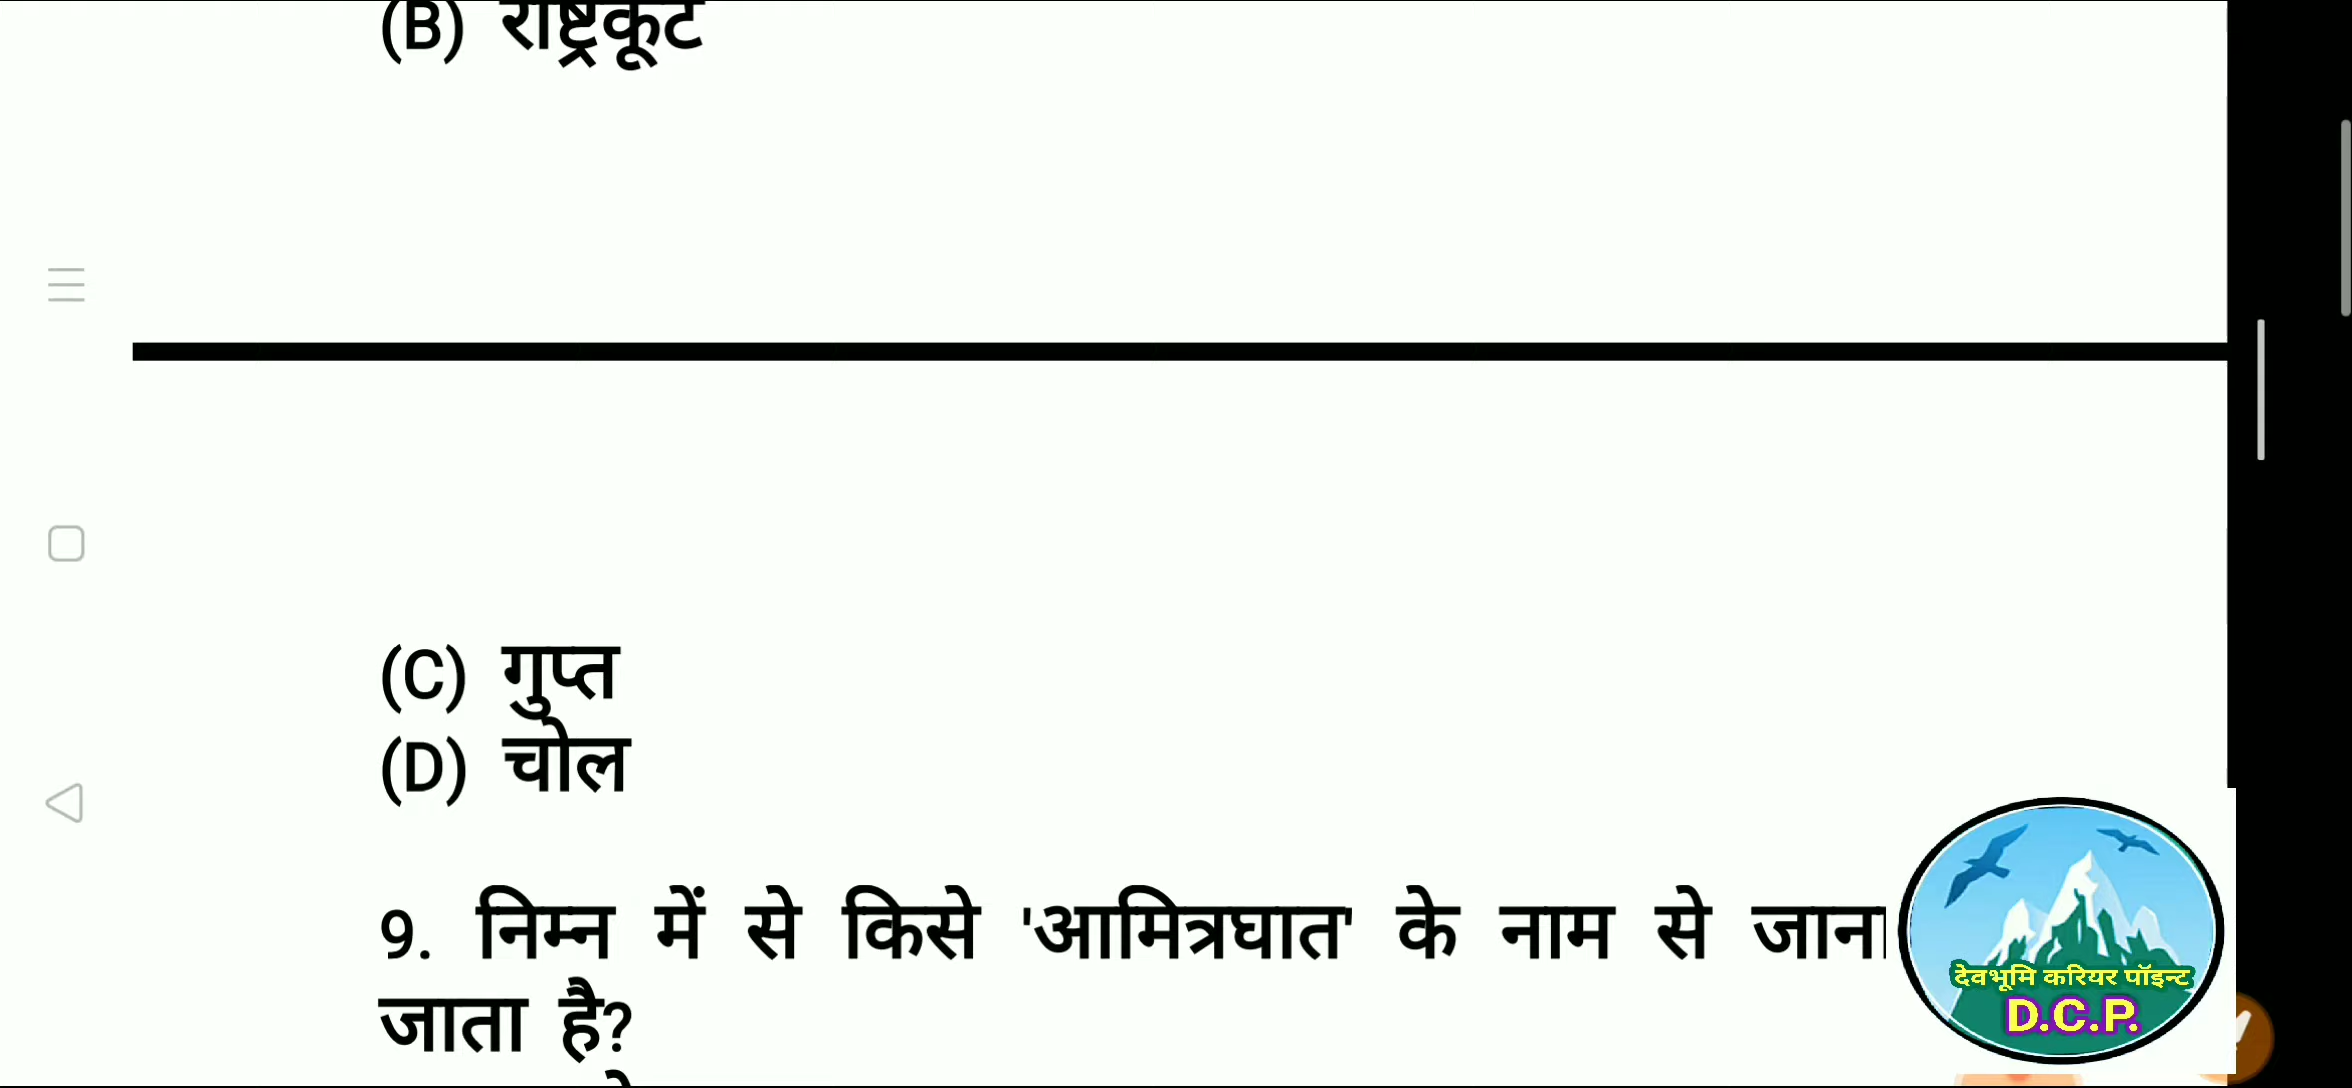 (B) राष्ट्रकूट
(C) गुप्त
(D) चोल
9. निम्न में से किसे 'आमित्रघात' के नाम से जाना
जाता है?
देवभूमि करियर पॉइन्ट
D.C.P.